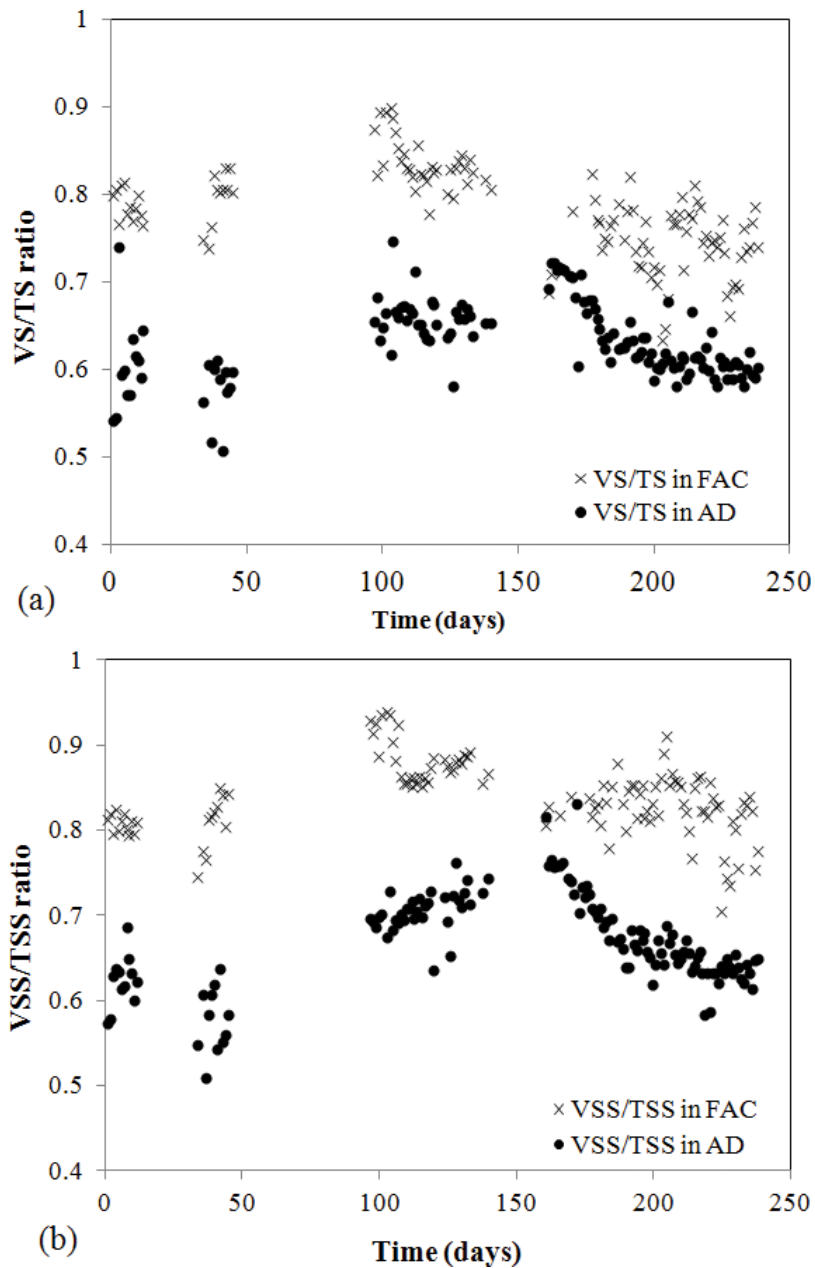 1
0.9
0.8
0.7
0.6
0.5
0.4
VS/TS ratio
× VS/TS in FAC
● VS/TS in AD
0 50 100 150 200 250
(a)
Time (days)
1
0.9
0.8
0.7
0.6
0.5
0.4
VSS/TSS ratio
× VSS/TSS in FAC
● VSS/TSS in AD
0 50 100 150 200 250
(b)
Time (days)